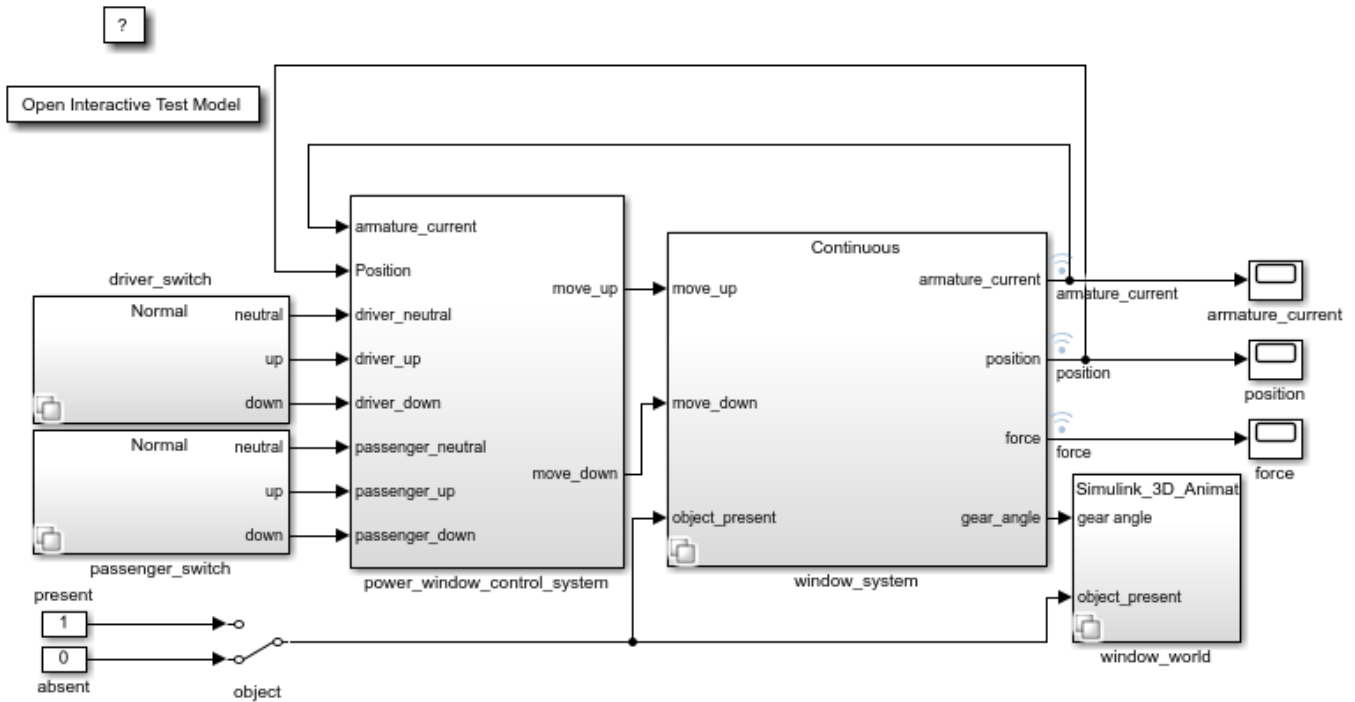 ?
Open Interactive Test Model
driver_switch
Normal
neutral
up
down
Normal
neutral
up
down
passenger_switch
armature_current
Position
driver_neutral
driver_up
driver_down
passenger_neutral
passenger_up
passenger_down
move_up
move_down
power_window_control_system
Continuous
move_up
move_down
object_present
armature_current
position
force
gear_angle
window_system
armature_current
position
force
armature_current
position
force
Simulink_3D_Animat
gear angle
object_present
window_world
present
1
0
absent
object